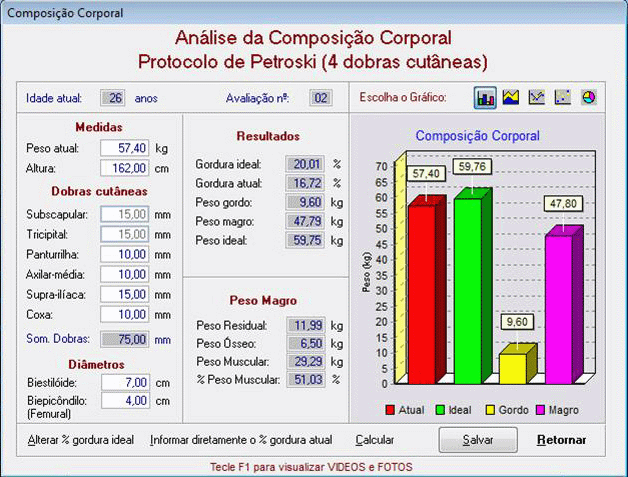 Composição Corporal
Análise da Composição Corporal
Protocolo de Petroski (4 dobras cutâneas)
Idade atual: 26 anos
Avaliação nº: 02
Escolha o Gráfico:
Medidas
Peso atual: 57,40 kg
Altura: 162,00 cm
Dobras cutâneas
Subscapular: 15,00 mm
Tricipital: 15,00 mm
Panturrilha: 10,00 mm
Axilar-média: 10,00 mm
Supra-ilíaca: 15,00 mm
Coxa: 10,00 mm
Som. Dobras: 75,00 mm
Diâmetros
Biestilóide: 7,00 cm
Biepicôndilo: 4,00 cm
(Femural)
Resultados
Gordura ideal: 20,01 %
Gordura atual: 16,72 %
Peso gordo: 9,60 kg
Peso magro: 47,79 kg
Peso ideal: 59,75 kg
Peso Magro
Peso Residual: 11,99 kg
Peso Ósseo: 6,50 kg
Peso Muscular: 29,29 kg
% Peso Muscular: 51,03 %
Composição Corporal
Peso (kg)
70
65
60
55
50
45
40
35
30
25
20
15
10
5
0
57,40
59,76
9,60
47,80
Atual Ideal Gordo Magro
Alterar % gordura ideal Informar diretamente o % gordura atual Calcular Salvar Retornar
Tecle F1 para visualizar VIDEOS e FOTOS